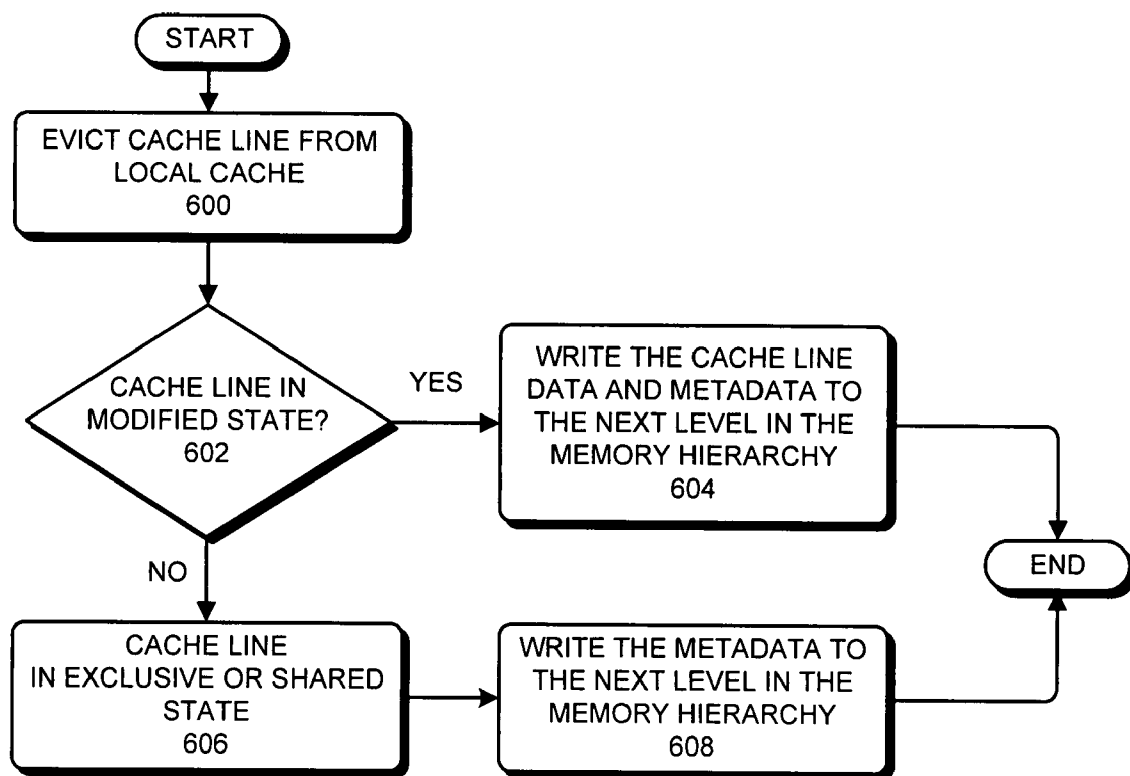 START
EVICT CACHE LINE FROM
LOCAL CACHE
600
CACHE LINE IN
MODIFIED STATE?
602
YES
WRITE THE CACHE LINE
DATA AND METADATA TO
THE NEXT LEVEL IN THE
MEMORY HIERARCHY
604
NO
CACHE LINE
IN EXCLUSIVE OR SHARED
STATE
606
WRITE THE METADATA TO
THE NEXT LEVEL IN THE
MEMORY HIERARCHY
608
END